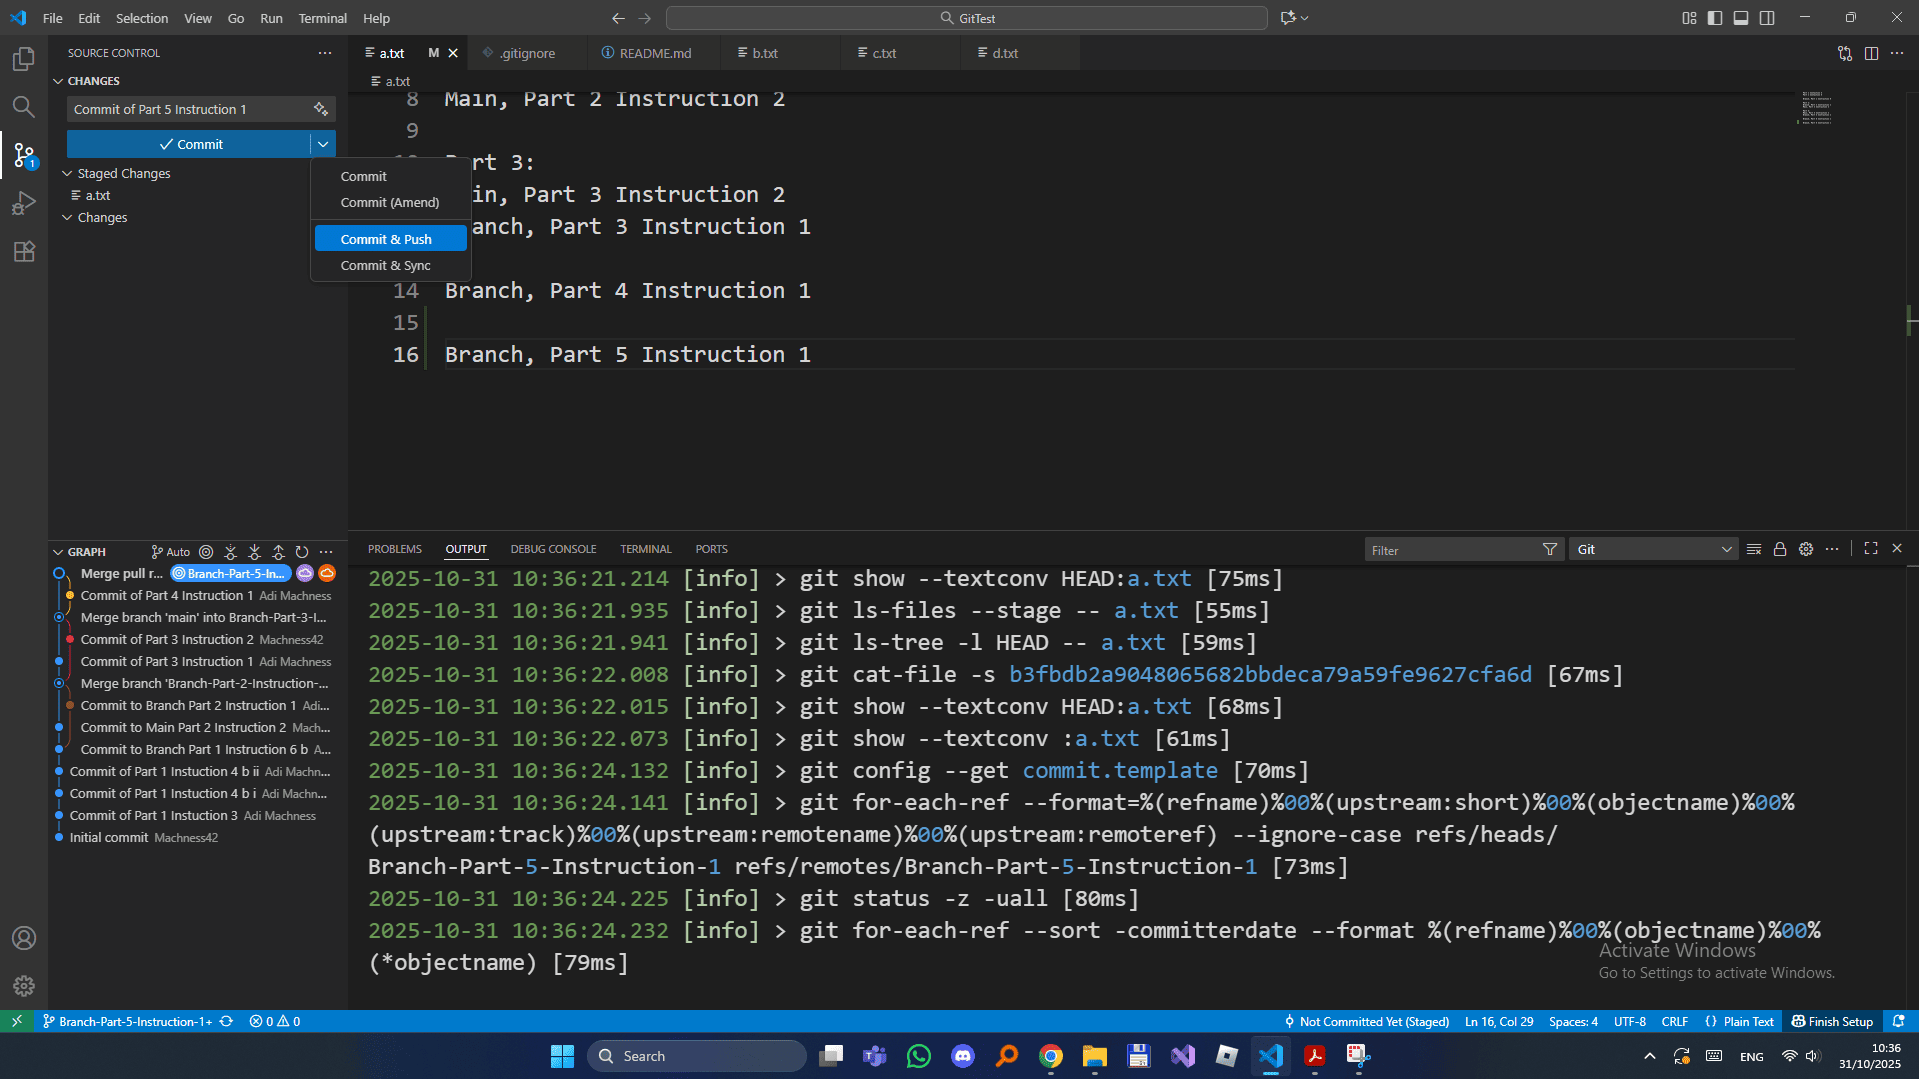 File Edit Selection View Go Run Terminal Help
GitTest
SOURCE CONTROL
CHANGES
Commit of Part 5 Instruction 1
Commit
Staged Changes
a.txt
Changes
Commit
Commit (Amend)
Commit & Push
Commit & Sync
a.txt M
.gitignore
README.md
b.txt
c.txt
d.txt
a.txt
8 Main, Part 2 Instruction 2
9
Part 3:
in, Part 3 Instruction 2
anch, Part 3 Instruction 1
14 Branch, Part 4 Instruction 1
15
16 Branch, Part 5 Instruction 1
GRAPH Auto
Merge pull r... Branch-Part-5-In...
Commit of Part 4 Instruction 1 Adi Machness
Merge branch 'main' into Branch-Part-3-I...
Commit of Part 3 Instruction 2 Machness42
Commit of Part 3 Instruction 1 Adi Machness
Merge branch 'Branch-Part-2-Instruction-...
Commit to Branch Part 2 Instruction 1 Adi...
Commit to Main Part 2 Instruction 2 Mach...
Commit to Branch Part 1 Instruction 6 b A...
Commit of Part 1 Instuction 4 b ii Adi Machn...
Commit of Part 1 Instuction 4 b i Adi Machn...
Commit of Part 1 Instuction 3 Adi Machness
Initial commit Machness42
PROBLEMS OUTPUT DEBUG CONSOLE TERMINAL PORTS
Filter
Git
2025-10-31 10:36:21.214 [info] > git show --textconv HEAD:a.txt [75ms]
2025-10-31 10:36:21.935 [info] > git ls-files --stage -- a.txt [55ms]
2025-10-31 10:36:21.941 [info] > git ls-tree -l HEAD -- a.txt [59ms]
2025-10-31 10:36:22.008 [info] > git cat-file -s b3fbdb2a9048065682bbdeca79a59fe9627cfa6d [67ms]
2025-10-31 10:36:22.015 [info] > git show --textconv HEAD:a.txt [68ms]
2025-10-31 10:36:22.073 [info] > git show --textconv :a.txt [61ms]
2025-10-31 10:36:24.132 [info] > git config --get commit.template [70ms]
2025-10-31 10:36:24.141 [info] > git for-each-ref --format=%(refname)%00%(upstream:short)%00%(objectname)%00%
(upstream:track)%00%(upstream:remotename)%00%(upstream:remoteref) --ignore-case refs/heads/
Branch-Part-5-Instruction-1 refs/remotes/Branch-Part-5-Instruction-1 [73ms]
2025-10-31 10:36:24.225 [info] > git status -z -uall [80ms]
2025-10-31 10:36:24.232 [info] > git for-each-ref --sort -committerdate --format %(refname)%00%(objectname)%00%
(*objectname) [79ms]
Activate Windows
Go to Settings to activate Windows.
Branch-Part-5-Instruction-1+ 0 0
Not Committed Yet (Staged) Ln 16, Col 29 Spaces: 4 UTF-8 CRLF {} Plain Text Finish Setup
Search
ENG
10:36
31/10/2025